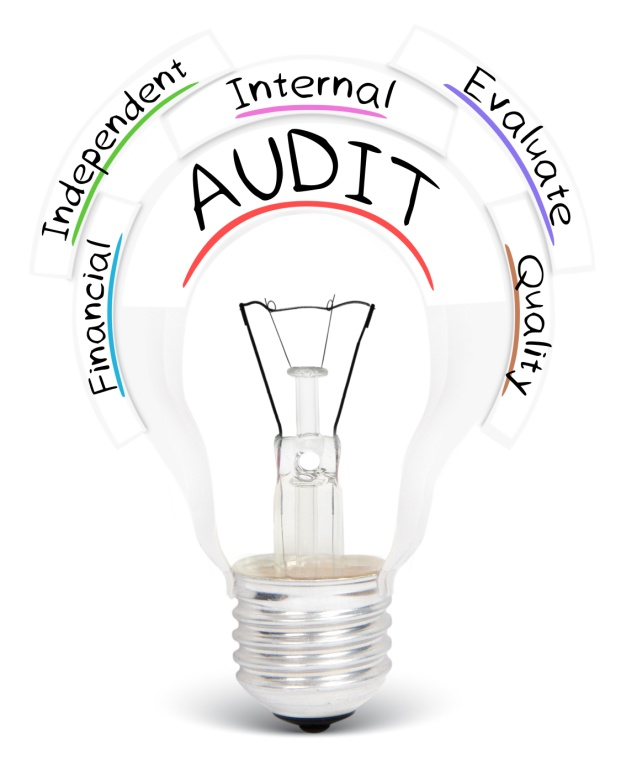 Financial
Independent
Internal
Evaluate
Quality
AUDIT